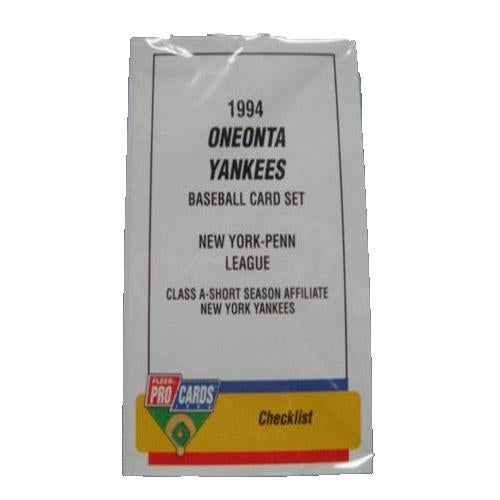 1994
ONEONTA
YANKEES
BASEBALL CARD SET
NEW YORK-PENN
LEAGUE
CLASS A-SHORT SEASON AFFILIATE
NEW YORK YANKEES
FLEER
PRO CARDS
1994
Checklist